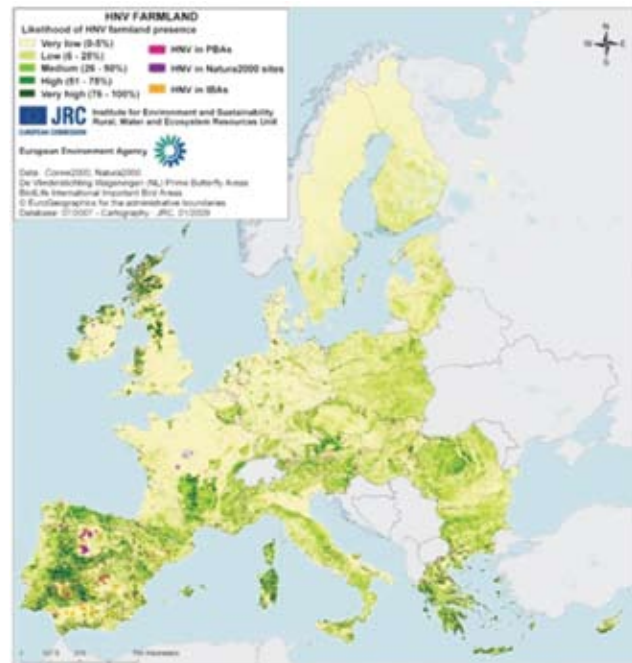 HNV FARMLAND
Likelihood of HNV farmland presence
Very low (0-5%)
Low (6 - 25%)
Medium (26 - 50%)
High (51 - 75%)
Very high (76 - 100%)
HNV in PBAs
HNV in Natura2000 sites
HNV in IBAs
JRC
EUROPEAN COMMISSION
Institute for Environment and Sustainability
Rural, Water and Ecosystem Resources Unit
European Environment Agency
Data: Corine2000, Natura2000
De Vlinderstichting Wageningen (NL) Prime Butterfly Areas
BirdLife International Important Bird Areas
© EuroGeographics for the administrative boundaries
Cartography : JRC, 01/2009
N
W
E
S
0